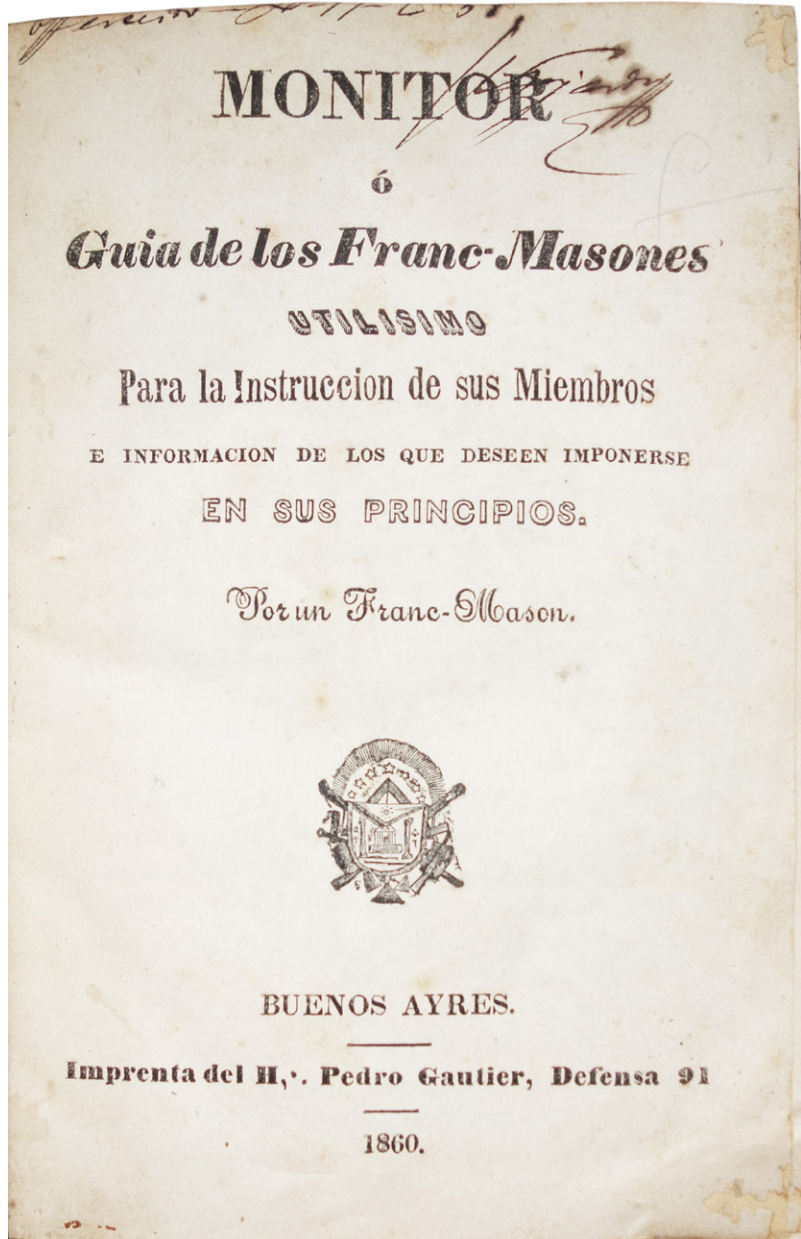 MONITOR
ó
Guia de los Franc-Masones
UTILISIMO
Para la Instruccion de sus Miembros
E INFORMACION DE LOS QUE DESEEN IMPONERSE
EN SUS PRINCIPIOS.
Por un Franc-Mason.
BUENOS AYRES.
Imprenta del H,∴ Pedro Gautier, Defensa 91
1860.